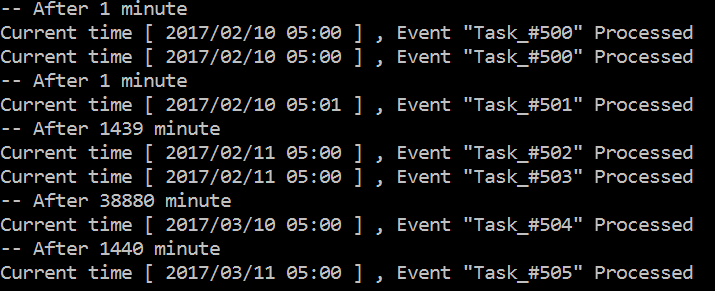 -- After 1 minute
Current time [ 2017/02/10 05:00 ] , Event "Task_#500" Processed
Current time [ 2017/02/10 05:00 ] , Event "Task_#500" Processed
-- After 1 minute
Current time [ 2017/02/10 05:01 ] , Event "Task_#501" Processed
-- After 1439 minute
Current time [ 2017/02/11 05:00 ] , Event "Task_#502" Processed
Current time [ 2017/02/11 05:00 ] , Event "Task_#503" Processed
-- After 38880 minute
Current time [ 2017/03/10 05:00 ] , Event "Task_#504" Processed
-- After 1440 minute
Current time [ 2017/03/11 05:00 ] , Event "Task_#505" Processed